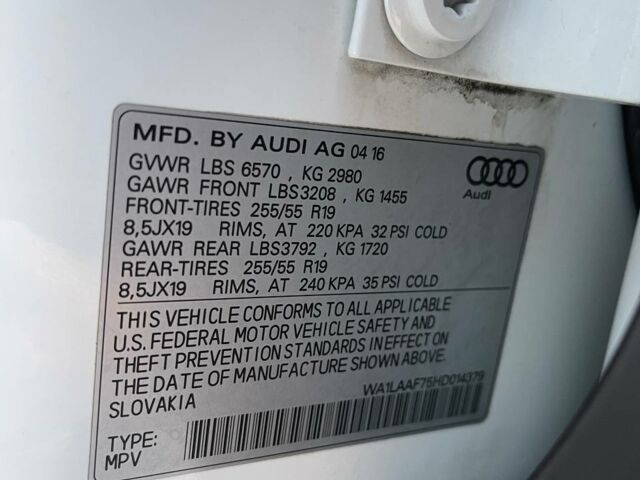 MFD. BY AUDI AG 04 16
GVWR LBS 6570 , KG 2980
GAWR FRONT LBS3208 , KG 1455
FRONT-TIRES 255/55 R19
8,5JX19 RIMS, AT 220 KPA 32 PSI COLD
GAWR REAR LBS3792 , KG 1720
REAR-TIRES 255/55 R19
8,5JX19 RIMS, AT 240 KPA 35 PSI COLD
Audi
THIS VEHICLE CONFORMS TO ALL APPLICABLE
U.S. FEDERAL MOTOR VEHICLE SAFETY AND
THEFT PREVENTION STANDARDS IN EFFECT ON
THE DATE OF MANUFACTURE SHOWN ABOVE.
SLOVAKIA
WA1LAAF75HD014379
TYPE:
MPV